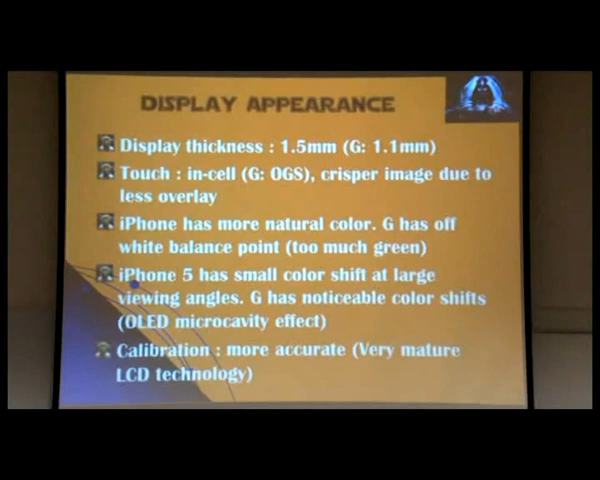 DISPLAY APPEARANCE
Display thickness : 1.5mm (G: 1.1mm)
Touch : in-cell (G: OGS), crisper image due to
less overlay
iPhone has more natural color. G has off
white balance point (too much green)
iPhone 5 has small color shift at large
viewing angles. G has noticeable color shifts
(OLED microcavity effect)
Calibration : more accurate (Very mature
LCD technology)